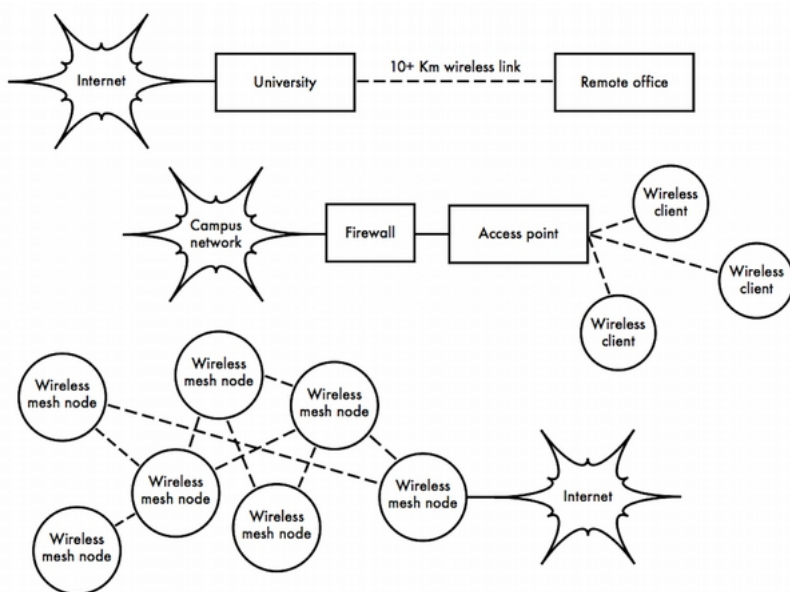 Internet
University
10+ Km wireless link
Remote office
Campus
network
Firewall
Access point
Wireless
client
Wireless
client
Wireless
client
Wireless
mesh node
Wireless
mesh node
Wireless
mesh node
Wireless
mesh node
Wireless
mesh node
Wireless
mesh node
Internet
Wireless
mesh node